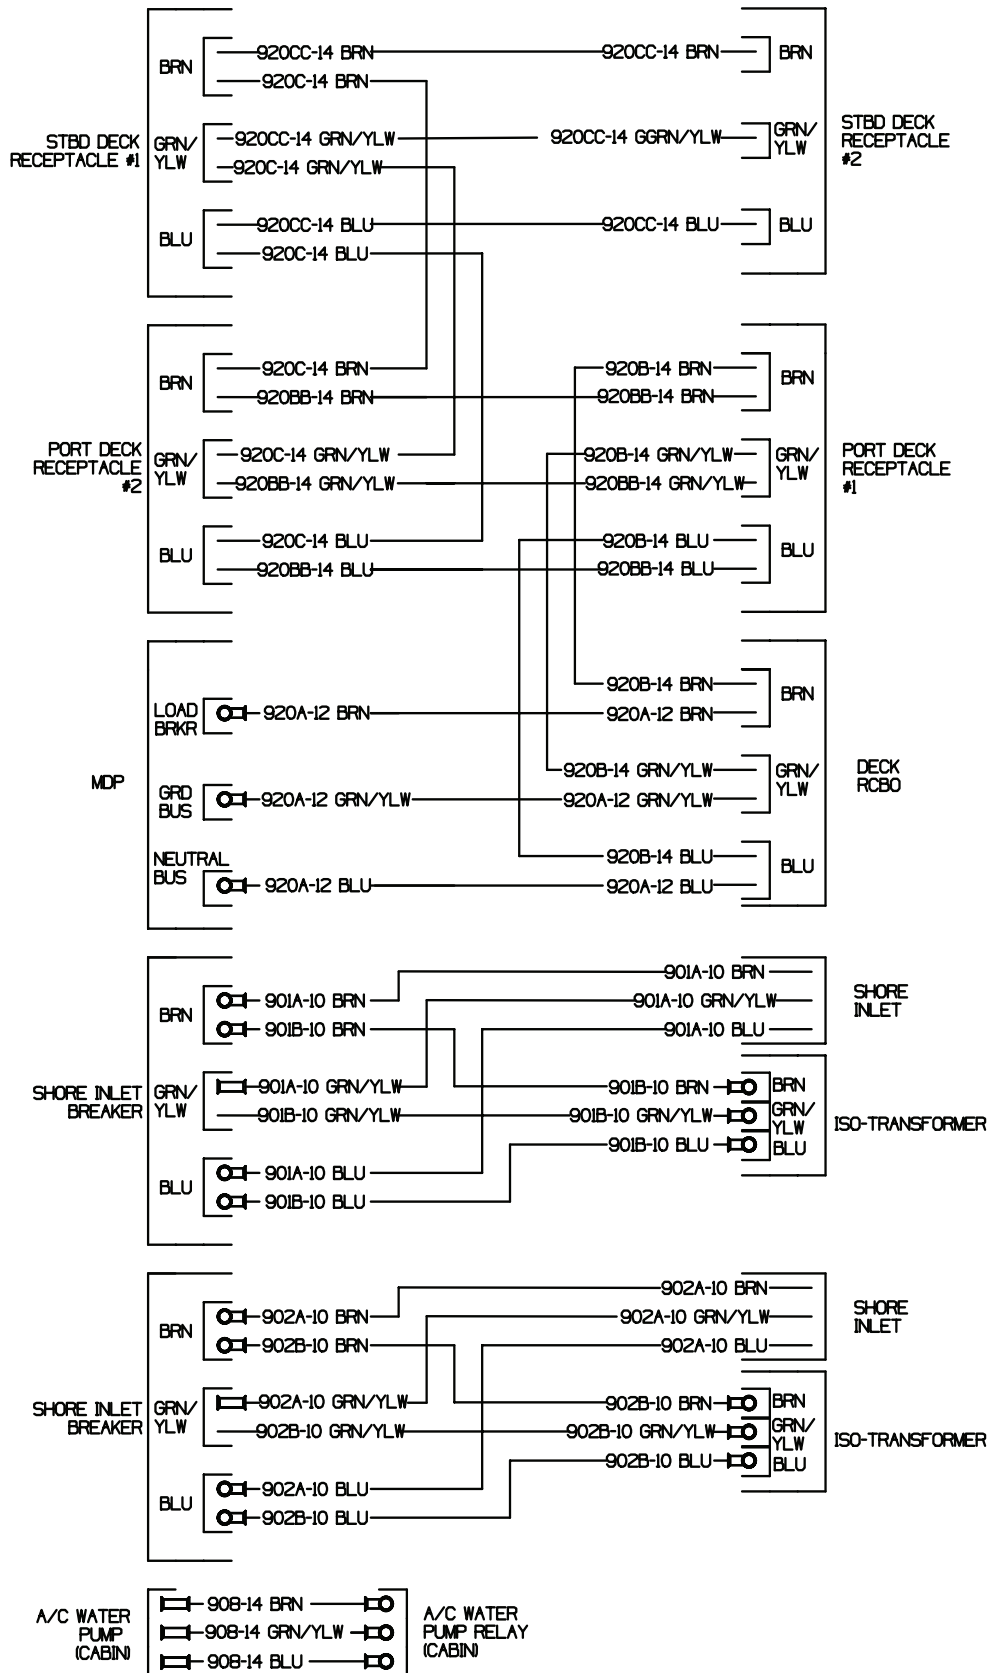 BRN
920CC-14 BRN
920CC-14 BRN
BRN
920C-14 BRN
STBD DECK
RECEPTACLE #1
GRN/
YLW
920CC-14 GRN/YLW
920CC-14 GGRN/YLW
GRN/
YLW
STBD DECK
RECEPTACLE
#2
920C-14 GRN/YLW
BLU
920CC-14 BLU
920CC-14 BLU
BLU
920C-14 BLU
BRN
920C-14 BRN
920B-14 BRN
BRN
920BB-14 BRN
920BB-14 BRN
PORT DECK
RECEPTACLE
#2
GRN/
YLW
920C-14 GRN/YLW
920B-14 GRN/YLW
GRN/
YLW
PORT DECK
RECEPTACLE
#1
920BB-14 GRN/YLW
920BB-14 GRN/YLW
BLU
920C-14 BLU
920B-14 BLU
BLU
920BB-14 BLU
920BB-14 BLU
920B-14 BRN
BRN
LOAD
BRKR
920A-12 BRN
920A-12 BRN
MDP
920B-14 GRN/YLW
GRN/
YLW
DECK
RCBO
GRD
BUS
920A-12 GRN/YLW
920A-12 GRN/YLW
NEUTRAL
BUS
920B-14 BLU
BLU
920A-12 BLU
920A-12 BLU
901A-10 BRN
SHORE
INLET
BRN
901A-10 BRN
901A-10 GRN/YLW
901B-10 BRN
901A-10 BLU
SHORE INLET
BREAKER
GRN/
YLW
901A-10 GRN/YLW
901B-10 BRN
BRN
901B-10 GRN/YLW
901B-10 GRN/YLW
GRN/
YLW
ISO-TRANSFORMER
901B-10 BLU
BLU
BLU
901A-10 BLU
901B-10 BLU
902A-10 BRN
SHORE
INLET
BRN
902A-10 BRN
902A-10 GRN/YLW
902B-10 BRN
902A-10 BLU
SHORE INLET
BREAKER
GRN/
YLW
902A-10 GRN/YLW
902B-10 BRN
BRN
902B-10 GRN/YLW
902B-10 GRN/YLW
GRN/
YLW
ISO-TRANSFORMER
902B-10 BLU
BLU
BLU
902A-10 BLU
902B-10 BLU
A/C WATER
PUMP
(CABIN)
908-14 BRN
908-14 GRN/YLW
908-14 BLU
A/C WATER
PUMP RELAY
(CABIN)